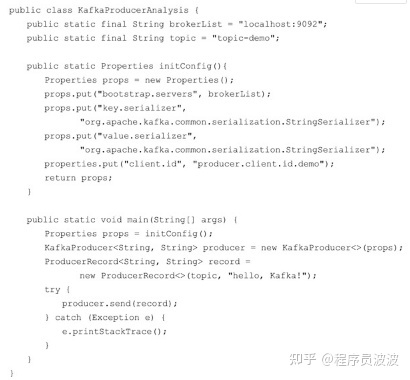 public class KafkaProducerAnalysis {
    public static final String brokerList = "localhost:9092";
    public static final String topic = "topic-demo";

    public static Properties initConfig(){
        Properties props = new Properties();
        props.put("bootstrap.servers", brokerList);
        props.put("key.serializer",
                "org.apache.kafka.common.serialization.StringSerializer");
        props.put("value.serializer",
                "org.apache.kafka.common.serialization.StringSerializer");
        properties.put("client.id", "producer.client.id.demo");
        return props;
    }

    public static void main(String[] args) {
        Properties props = initConfig();
        KafkaProducer<String, String> producer = new KafkaProducer<>(props);
        ProducerRecord<String, String> record =
                new ProducerRecord<>(topic, "hello, Kafka!");
        try {
            producer.send(record);
        } catch (Exception e) {
            e.printStackTrace();
        }
    }
}
知乎 @程序员波波